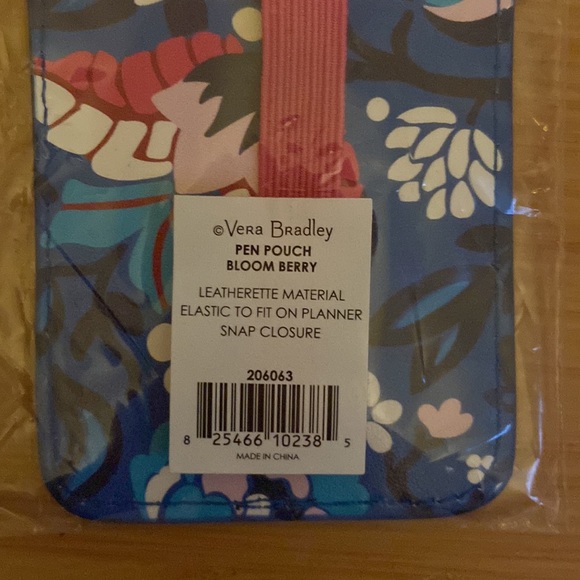 ©Vera Bradley
PEN POUCH
BLOOM BERRY
LEATHERETTE MATERIAL
ELASTIC TO FIT ON PLANNER
SNAP CLOSURE
206063
8 25466 10238 5
MADE IN CHINA